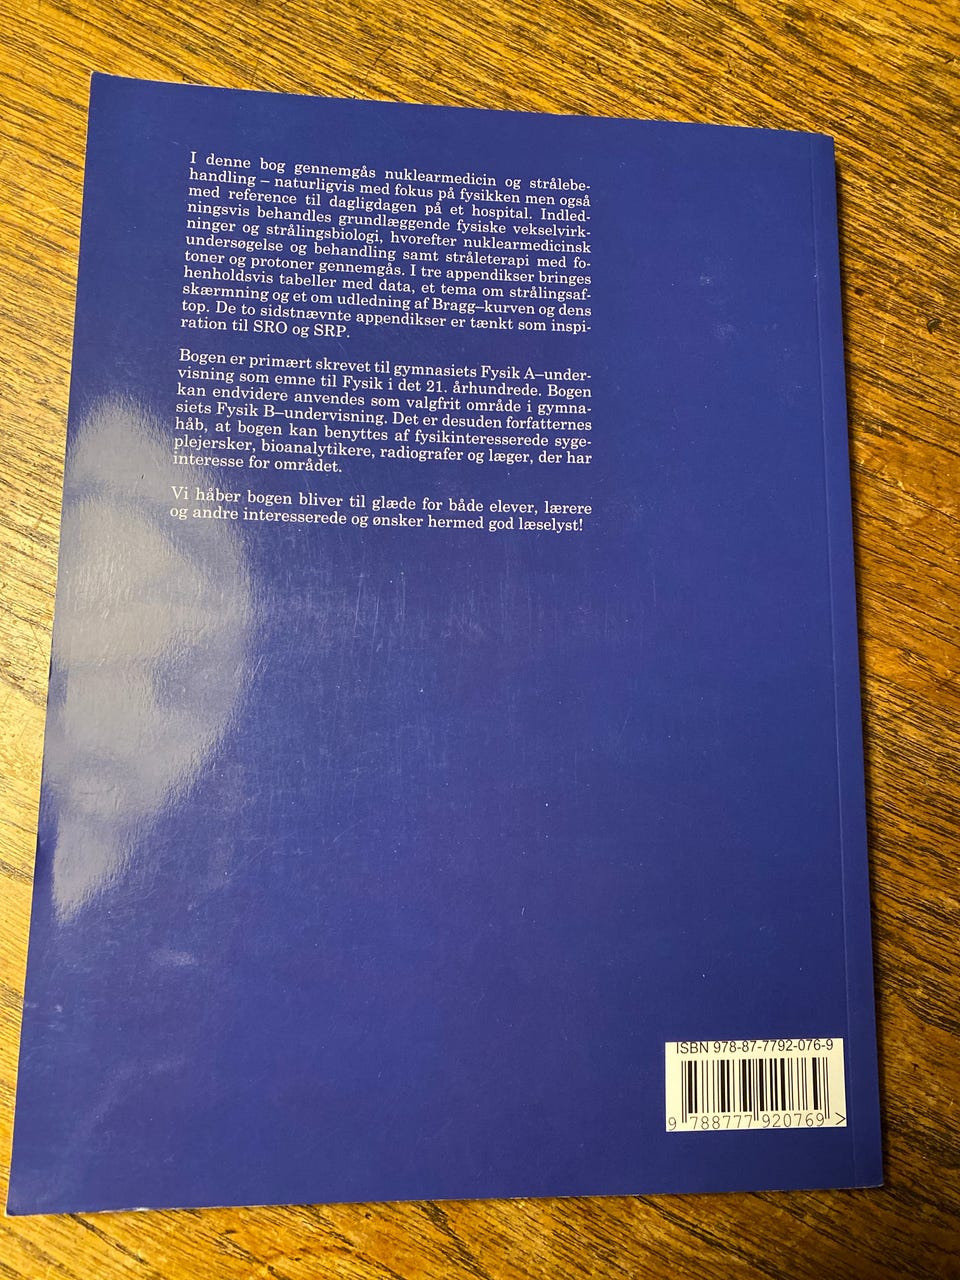 I denne bog gennemgås nuklearmedicin og strålebe-
handling – naturligvis med fokus på fysikken men også
med reference til dagligdagen på et hospital. Indled-
ningsvis behandles grundlæggende fysiske vekselvirk-
ninger og strålingsbiologi, hvorefter nuklearmedicinsk
undersøgelse og behandling samt stråleterapi med fo-
toner og protoner gennemgås. I tre appendikser bringes
henholdsvis tabeller med data, et tema om strålingsaf-
skærmning og et om udledning af Bragg–kurven og dens
top. De to sidstnævnte appendikser er tænkt som inspi-
ration til SRO og SRP.
Bogen er primært skrevet til gymnasiets Fysik A–under-
visning som emne til Fysik i det 21. århundrede. Bogen
kan endvidere anvendes som valgfrit område i gymna-
siets Fysik B–undervisning. Det er desuden forfatternes
håb, at bogen kan benyttes af fysikinteresserede syge-
plejersker, bioanalytikere, radiografer og læger, der har
interesse for området.
Vi håber bogen bliver til glæde for både elever, lærere
og andre interesserede og ønsker hermed god læselyst!
ISBN 978-87-7792-076-9
9 788777 920769 >